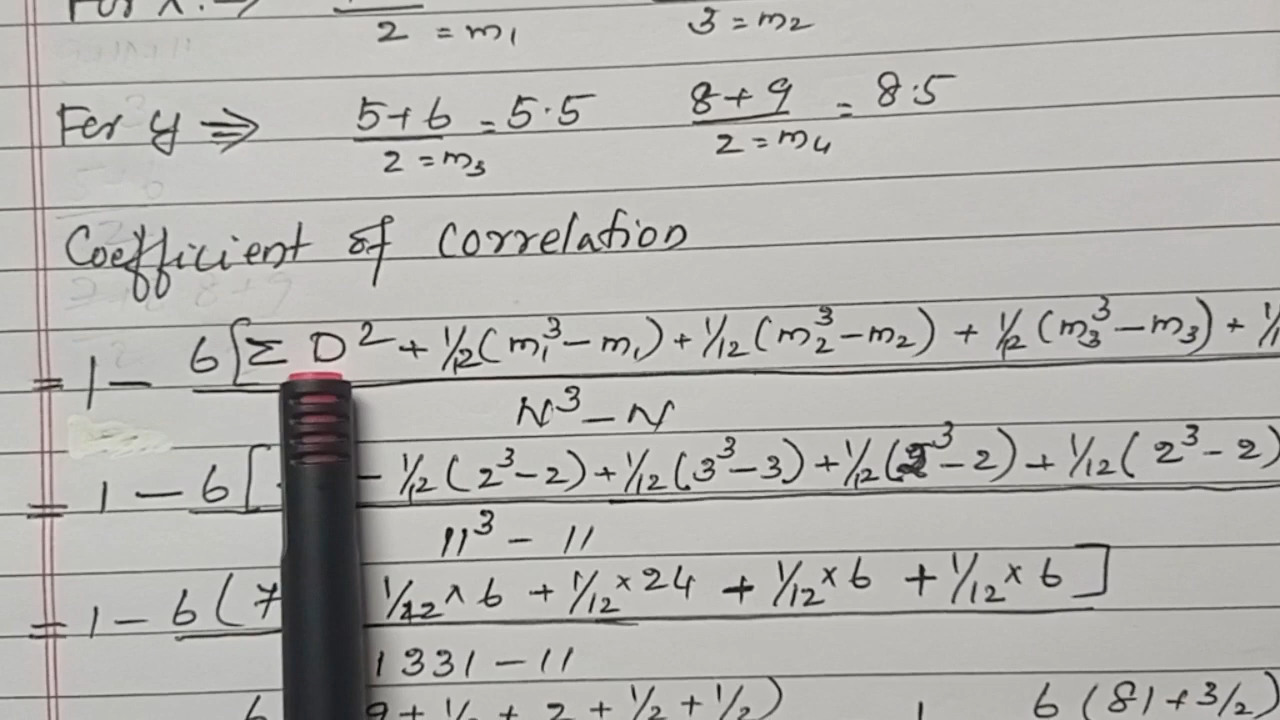 For X :→
2 = m₁ 3 = m₂
For y ⇒ 5+6 = 5.5 8+9 = 8.5
2 = m₃ 2 = m₄
Coefficient of Correlation
= 1 − 6[Σ D² + 1/12(m₁³−m₁) + 1/12(m₂³−m₂) + 1/12(m₃³−m₃) +
N³−N
= 1 − 6[ − 1/12(2³−2) + 1/12(3³−3) + 1/12(2³−2) + 1/12(2³−2)
11³ − 11
= 1 − 6(7 1/12×6 + 1/12×24 + 1/12×6 + 1/12×6]
1331 − 11
6 9 + 1/2 + 2 + 1/2 + 1/2) 6(81+3/2)